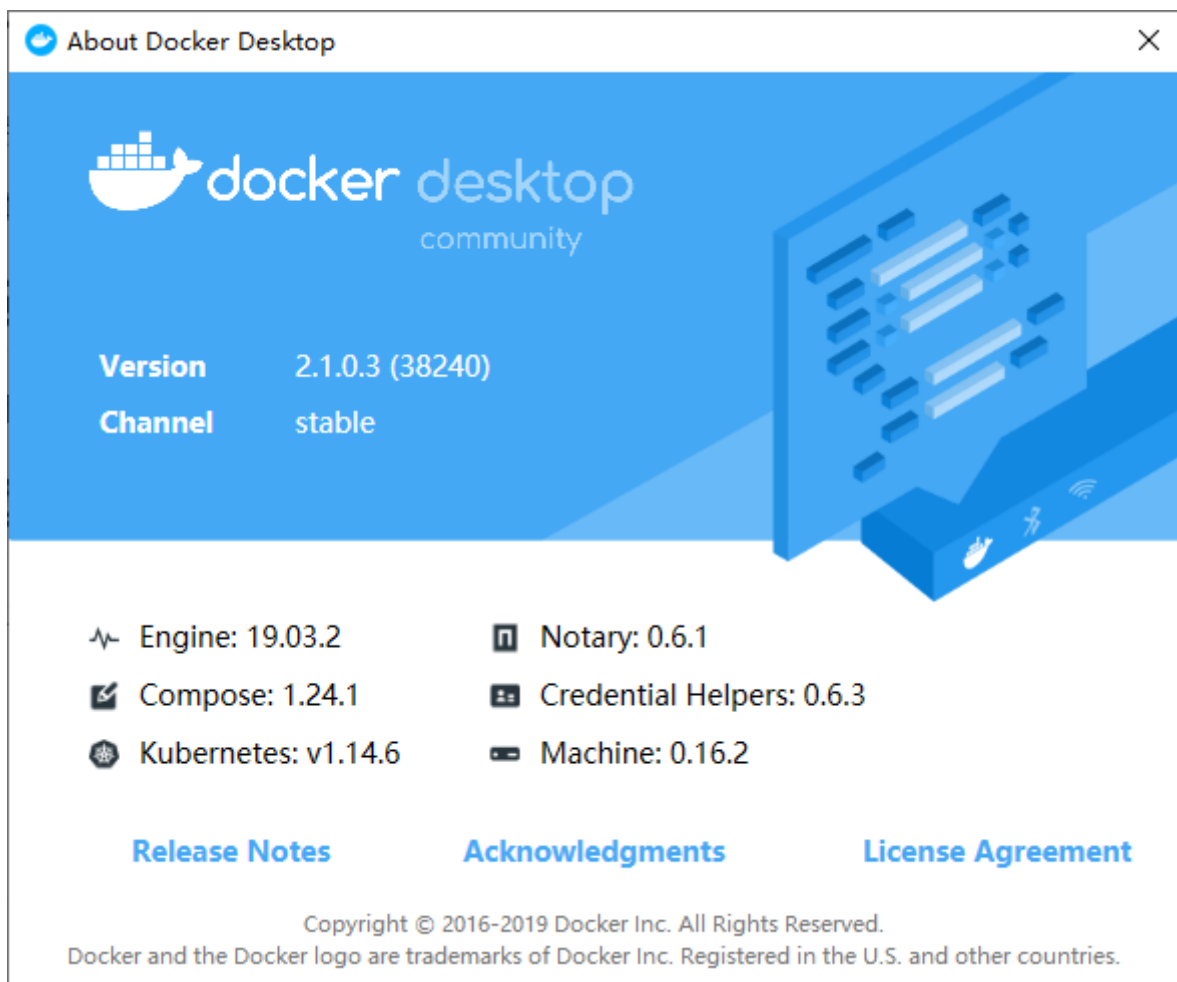 About Docker Desktop
docker desktop
community
Version 2.1.0.3 (38240)
Channel stable
Engine: 19.03.2 Notary: 0.6.1
Compose: 1.24.1 Credential Helpers: 0.6.3
Kubernetes: v1.14.6 Machine: 0.16.2
Release Notes Acknowledgments License Agreement
Copyright © 2016-2019 Docker Inc. All Rights Reserved.
Docker and the Docker logo are trademarks of Docker Inc. Registered in the U.S. and other countries.